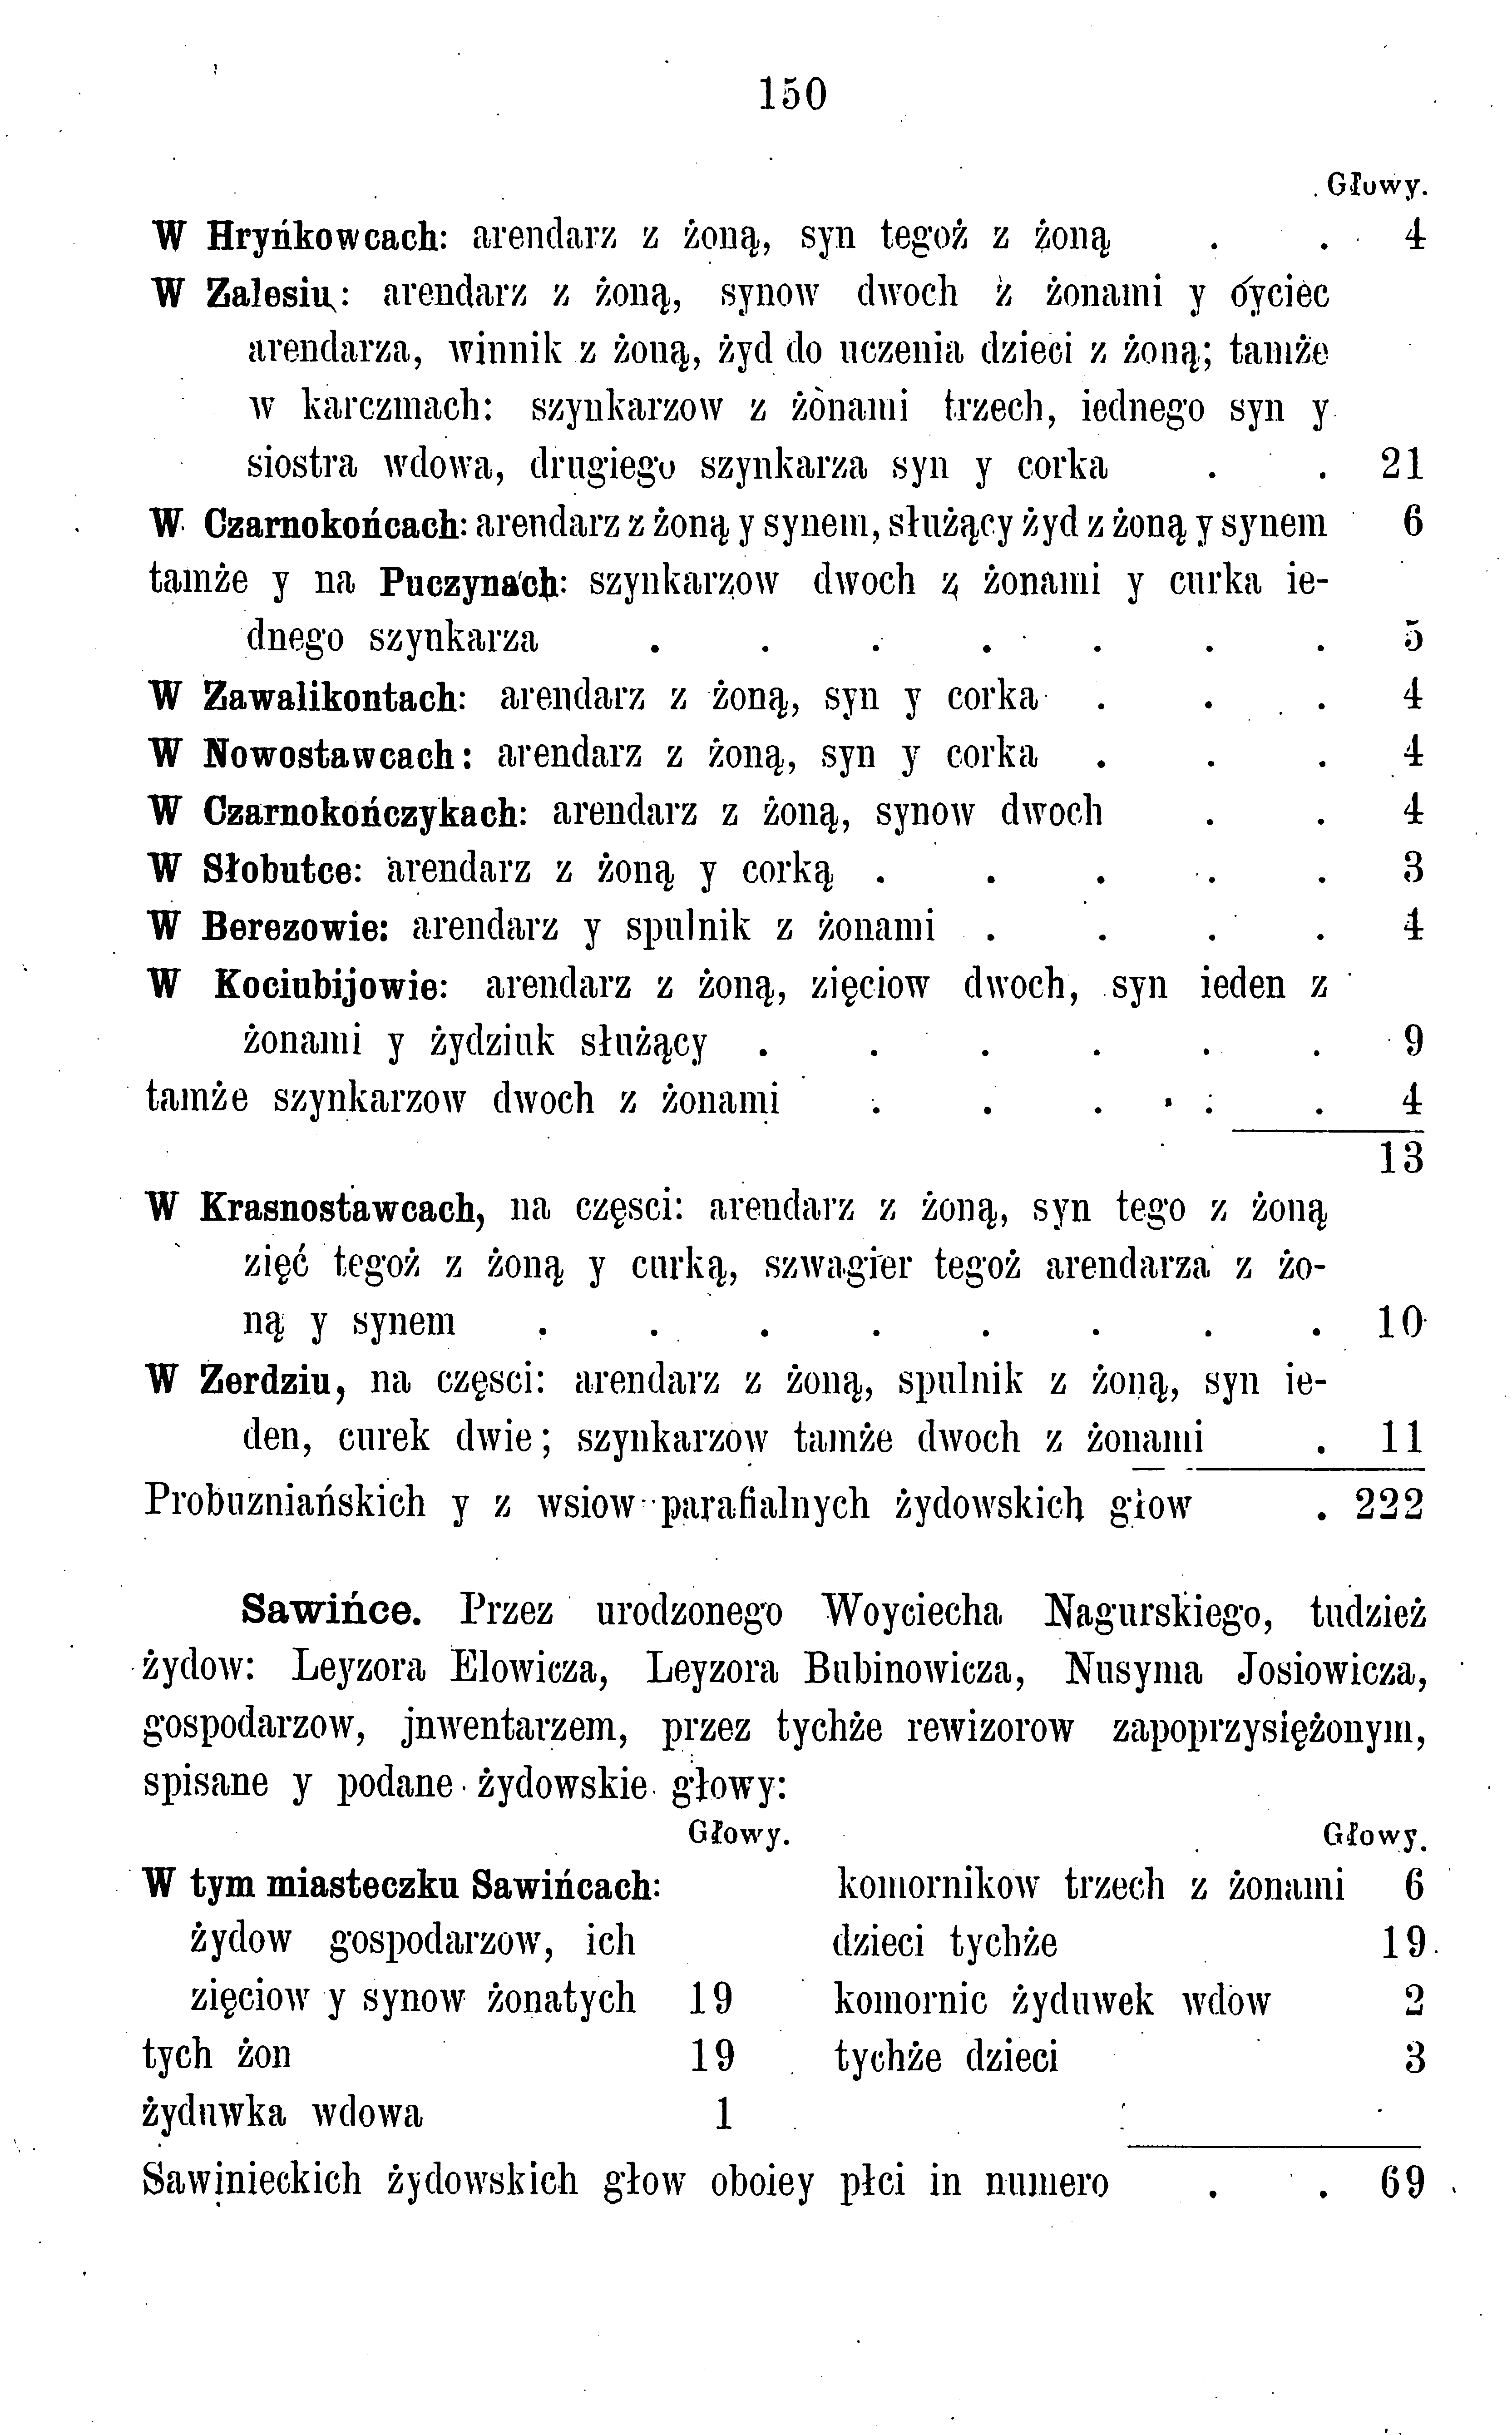 150
Głowy.
W Hryńkowcach: arendarz z żoną, syn tegoż z żoną . . 4
W Zalesiu: arendarz z żoną, synow dwoch z żonami y oyciec
arendarza, winnik z żoną, żyd do uczenia dzieci z żoną; tamże
w karczmach: szynkarzow z żonami trzech, iednego syn y
siostra wdowa, drugiego szynkarza syn y corka . . 21
W Czarnokońcach: arendarz z żoną y synem, służący żyd z żoną y synem 6
tamże y na Puczynach: szynkarzow dwoch z żonami y curka ie-
dnego szynkarza . . . . . . . 5
W Zawalikontach: arendarz z żoną, syn y corka . . . 4
W Nowostawcach: arendarz z żoną, syn y corka . . . 4
W Czarnokończykach: arendarz z żoną, synow dwoch . . 4
W Słobutce: arendarz z żoną y corką . . . . . 3
W Berezowie: arendarz y spulnik z żonami . . . . 4
W Kociubijowie: arendarz z żoną, zięciow dwoch, syn ieden z
żonami y żydziuk służący . . . . . . 9
tamże szynkarzow dwoch z żonami . . . . . 4
13
W Krasnostawcach, na częsci: arendarz z żoną, syn tego z żoną
zięć tegoż z żoną y curką, szwagier tegoż arendarza z żo-
ną y synem . . . . . . . . 10
W Zerdziu, na częsci: arendarz z żoną, spulnik z żoną, syn ie-
den, curek dwie; szynkarzow tamże dwoch z żonami . 11
Probuzniańskich y z wsiow parafialnych żydowskich głow . 222
Sawińce. Przez urodzonego Woyciecha Nagurskiego, tudzież
żydow: Leyzora Elowicza, Leyzora Bubinowicza, Nusyma Josiowicza,
gospodarzow, jnwentarzem, przez tychże rewizorow zapoprzysiężonym,
spisane y podane żydowskie głowy:
Głowy.
W tym miasteczku Sawińcach:
żydow gospodarzow, ich
zięciow y synow żonatych 19
tych żon 19
żyduwka wdowa 1
Głowy.
komornikow trzech z żonami 6
dzieci tychże 19
komornic żyduwek wdow 2
tychże dzieci 3
Sawinieckich żydowskich głow oboiey płci in numero . . 69